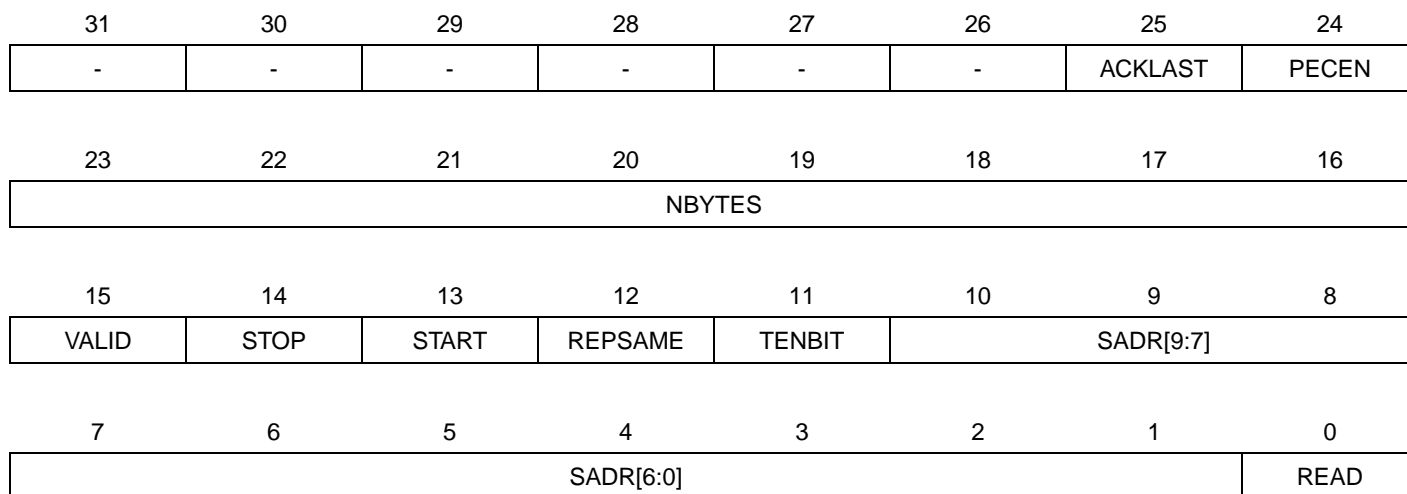 31 30 29 28 27 26 25 24
- - - - - - ACKLAST PECEN
23 22 21 20 19 18 17 16
NBYTES
15 14 13 12 11 10 9 8
VALID STOP START REPSAME TENBIT SADR[9:7]
7 6 5 4 3 2 1 0
SADR[6:0] READ